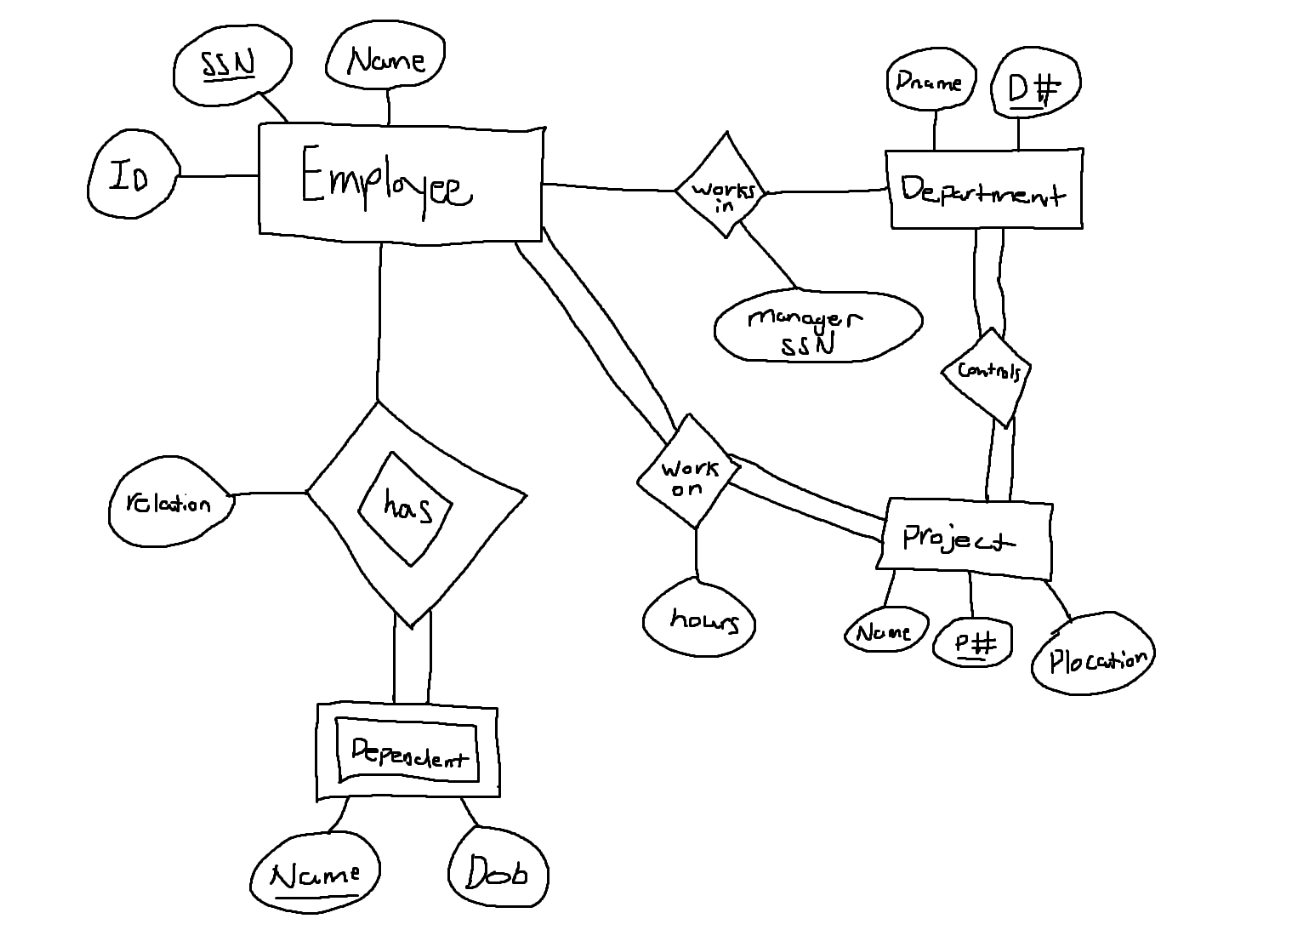 SSN
Name
Dname
D#
ID
Employee
works
in
Department
manager
SSN
controls
relation
has
work
on
Project
hours
Name
P#
Plocation
Dependent
Name
Dob